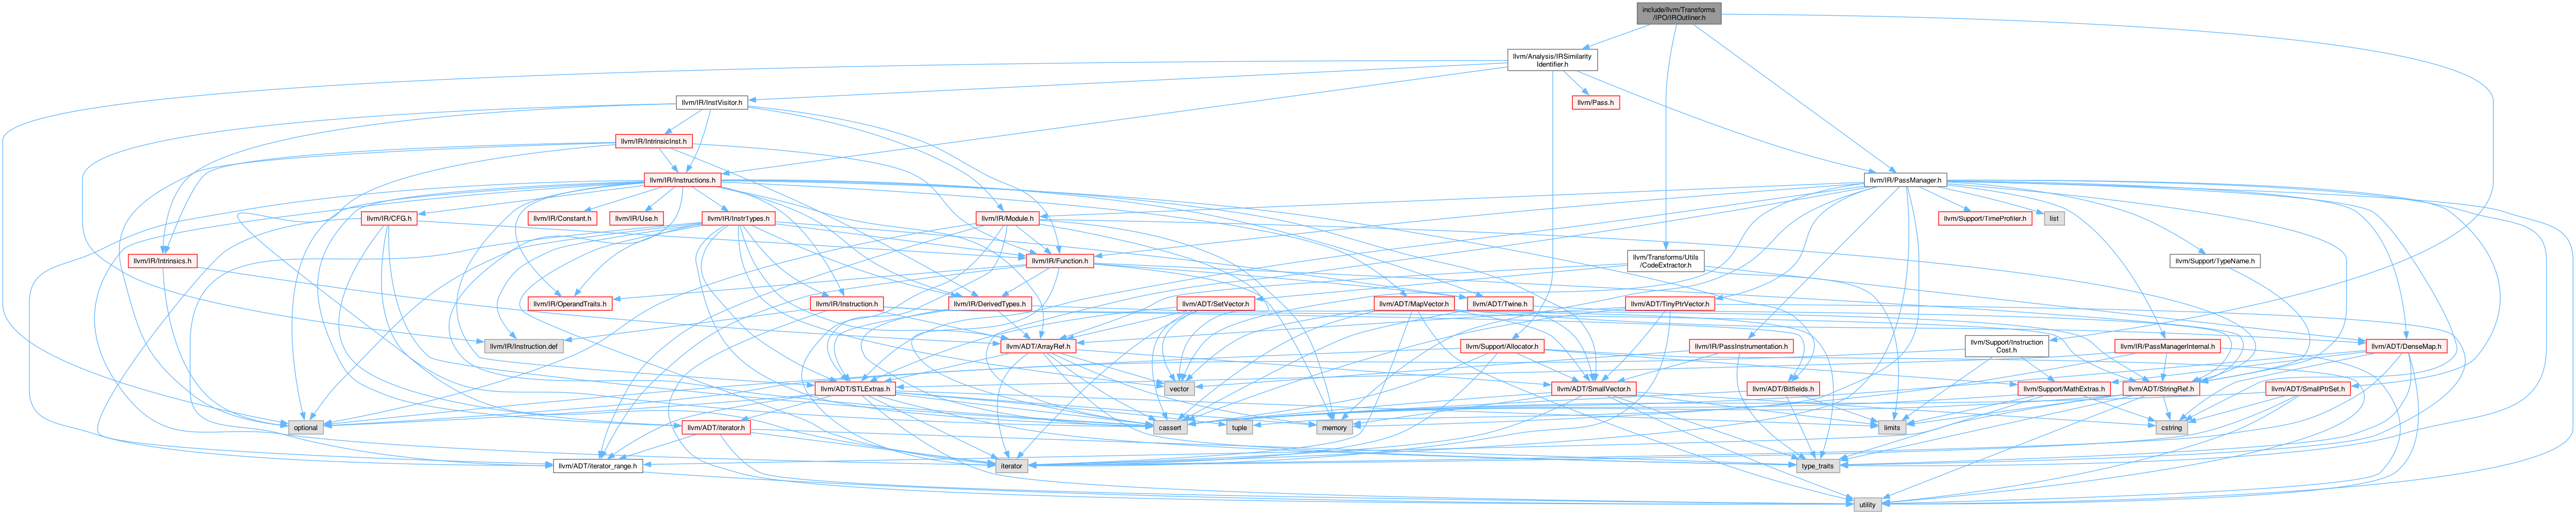 include/llvm/Transforms
/IPO/IROutliner.h
llvm/Analysis/IRSimilarity
Identifier.h
llvm/IR/InstVisitor.h
llvm/Pass.h
llvm/IR/IntrinsicInst.h
llvm/IR/Instructions.h
llvm/IR/PassManager.h
llvm/IR/CFG.h
llvm/IR/Constant.h
llvm/IR/Use.h
llvm/IR/InstrTypes.h
llvm/IR/Module.h
llvm/Support/TimeProfiler.h
list
llvm/IR/Intrinsics.h
llvm/IR/Function.h
llvm/Transforms/Utils
/CodeExtractor.h
llvm/Support/TypeName.h
llvm/IR/OperandTraits.h
llvm/IR/Instruction.h
llvm/IR/DerivedTypes.h
llvm/ADT/SetVector.h
llvm/ADT/MapVector.h
llvm/ADT/Twine.h
llvm/ADT/TinyPtrVector.h
llvm/IR/Instruction.def
llvm/ADT/ArrayRef.h
llvm/Support/Allocator.h
llvm/IR/PassInstrumentation.h
llvm/Support/Instruction
Cost.h
llvm/IR/PassManagerInternal.h
llvm/ADT/DenseMap.h
llvm/ADT/STLExtras.h
vector
llvm/ADT/SmallVector.h
llvm/ADT/Bitfields.h
llvm/Support/MathExtras.h
llvm/ADT/StringRef.h
llvm/ADT/SmallPtrSet.h
optional
llvm/ADT/iterator.h
cassert
tuple
memory
limits
cstring
llvm/ADT/iterator_range.h
iterator
type_traits
utility